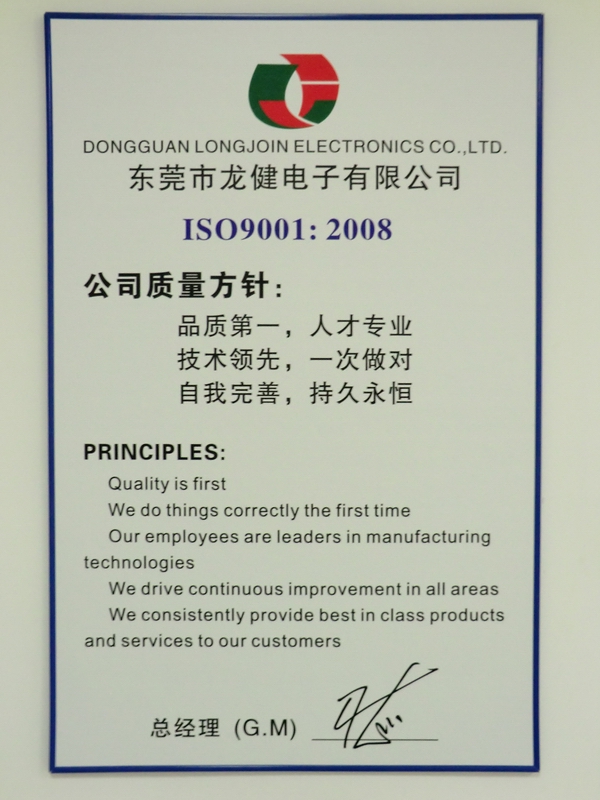 DONGGUAN LONGJOIN ELECTRONICS CO.,LTD.
东莞市龙健电子有限公司
ISO9001: 2008
公司质量方针：
品质第一，人才专业
技术领先，一次做对
自我完善，持久永恒
PRINCIPLES:
Quality is first
We do things correctly the first time
Our employees are leaders in manufacturing
technologies
We drive continuous improvement in all areas
We consistently provide best in class products
and services to our customers
总经理 (G.M)